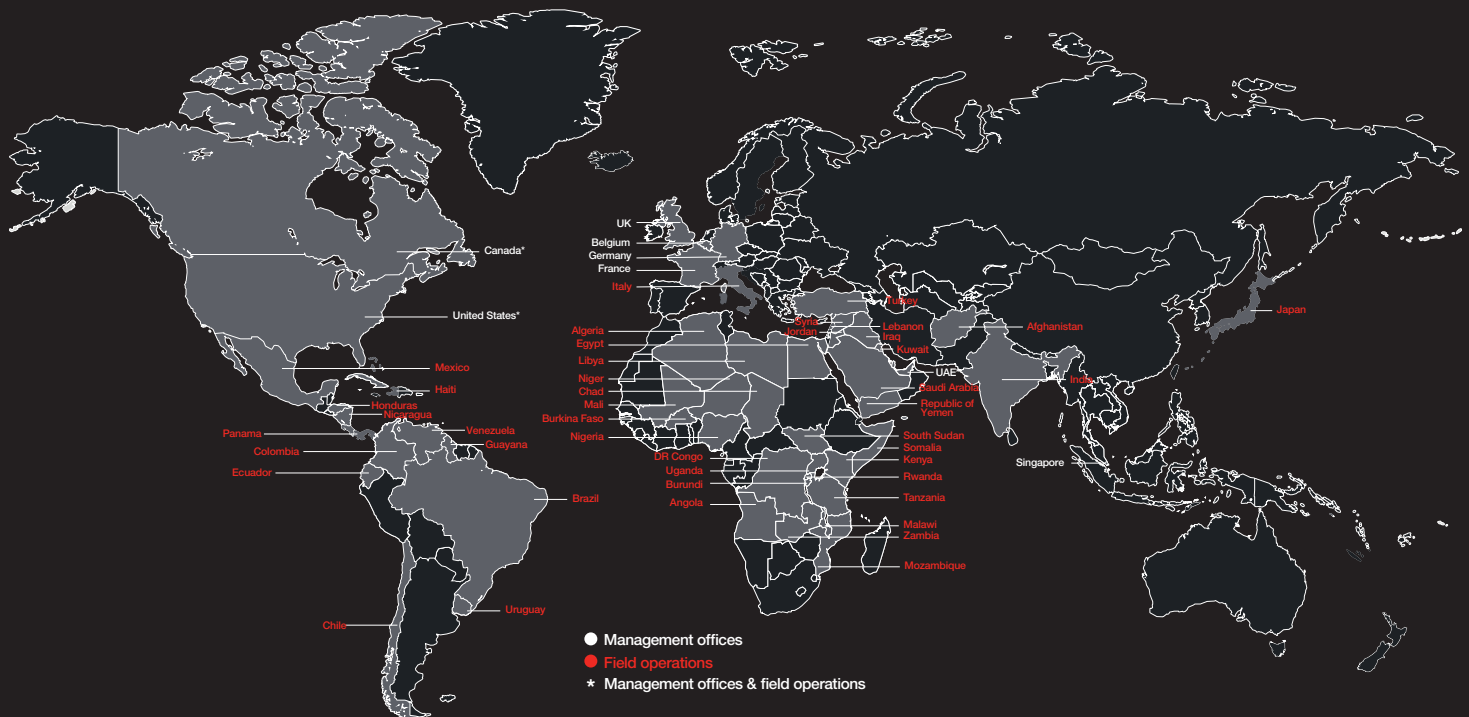 UK
Belgium
Canada*
Germany
France
Italy
Turkey
Japan
United States*
Syria
Lebanon
Afghanistan
Algeria
Jordan
Iraq
Egypt
Kuwait
Libya
Mexico
UAE
Niger
India
Haiti
Chad
Saudi Arabia
Honduras
Mali
Republic of
Yemen
Nicaragua
Burkina Faso
Venezuela
Panama
Nigeria
South Sudan
Guayana
Somalia
Colombia
DR Congo
Kenya
Singapore
Ecuador
Uganda
Rwanda
Burundi
Brazil
Tanzania
Angola
Malawi
Zambia
Mozambique
Uruguay
Chile
Management offices
Field operations
* Management offices & field operations